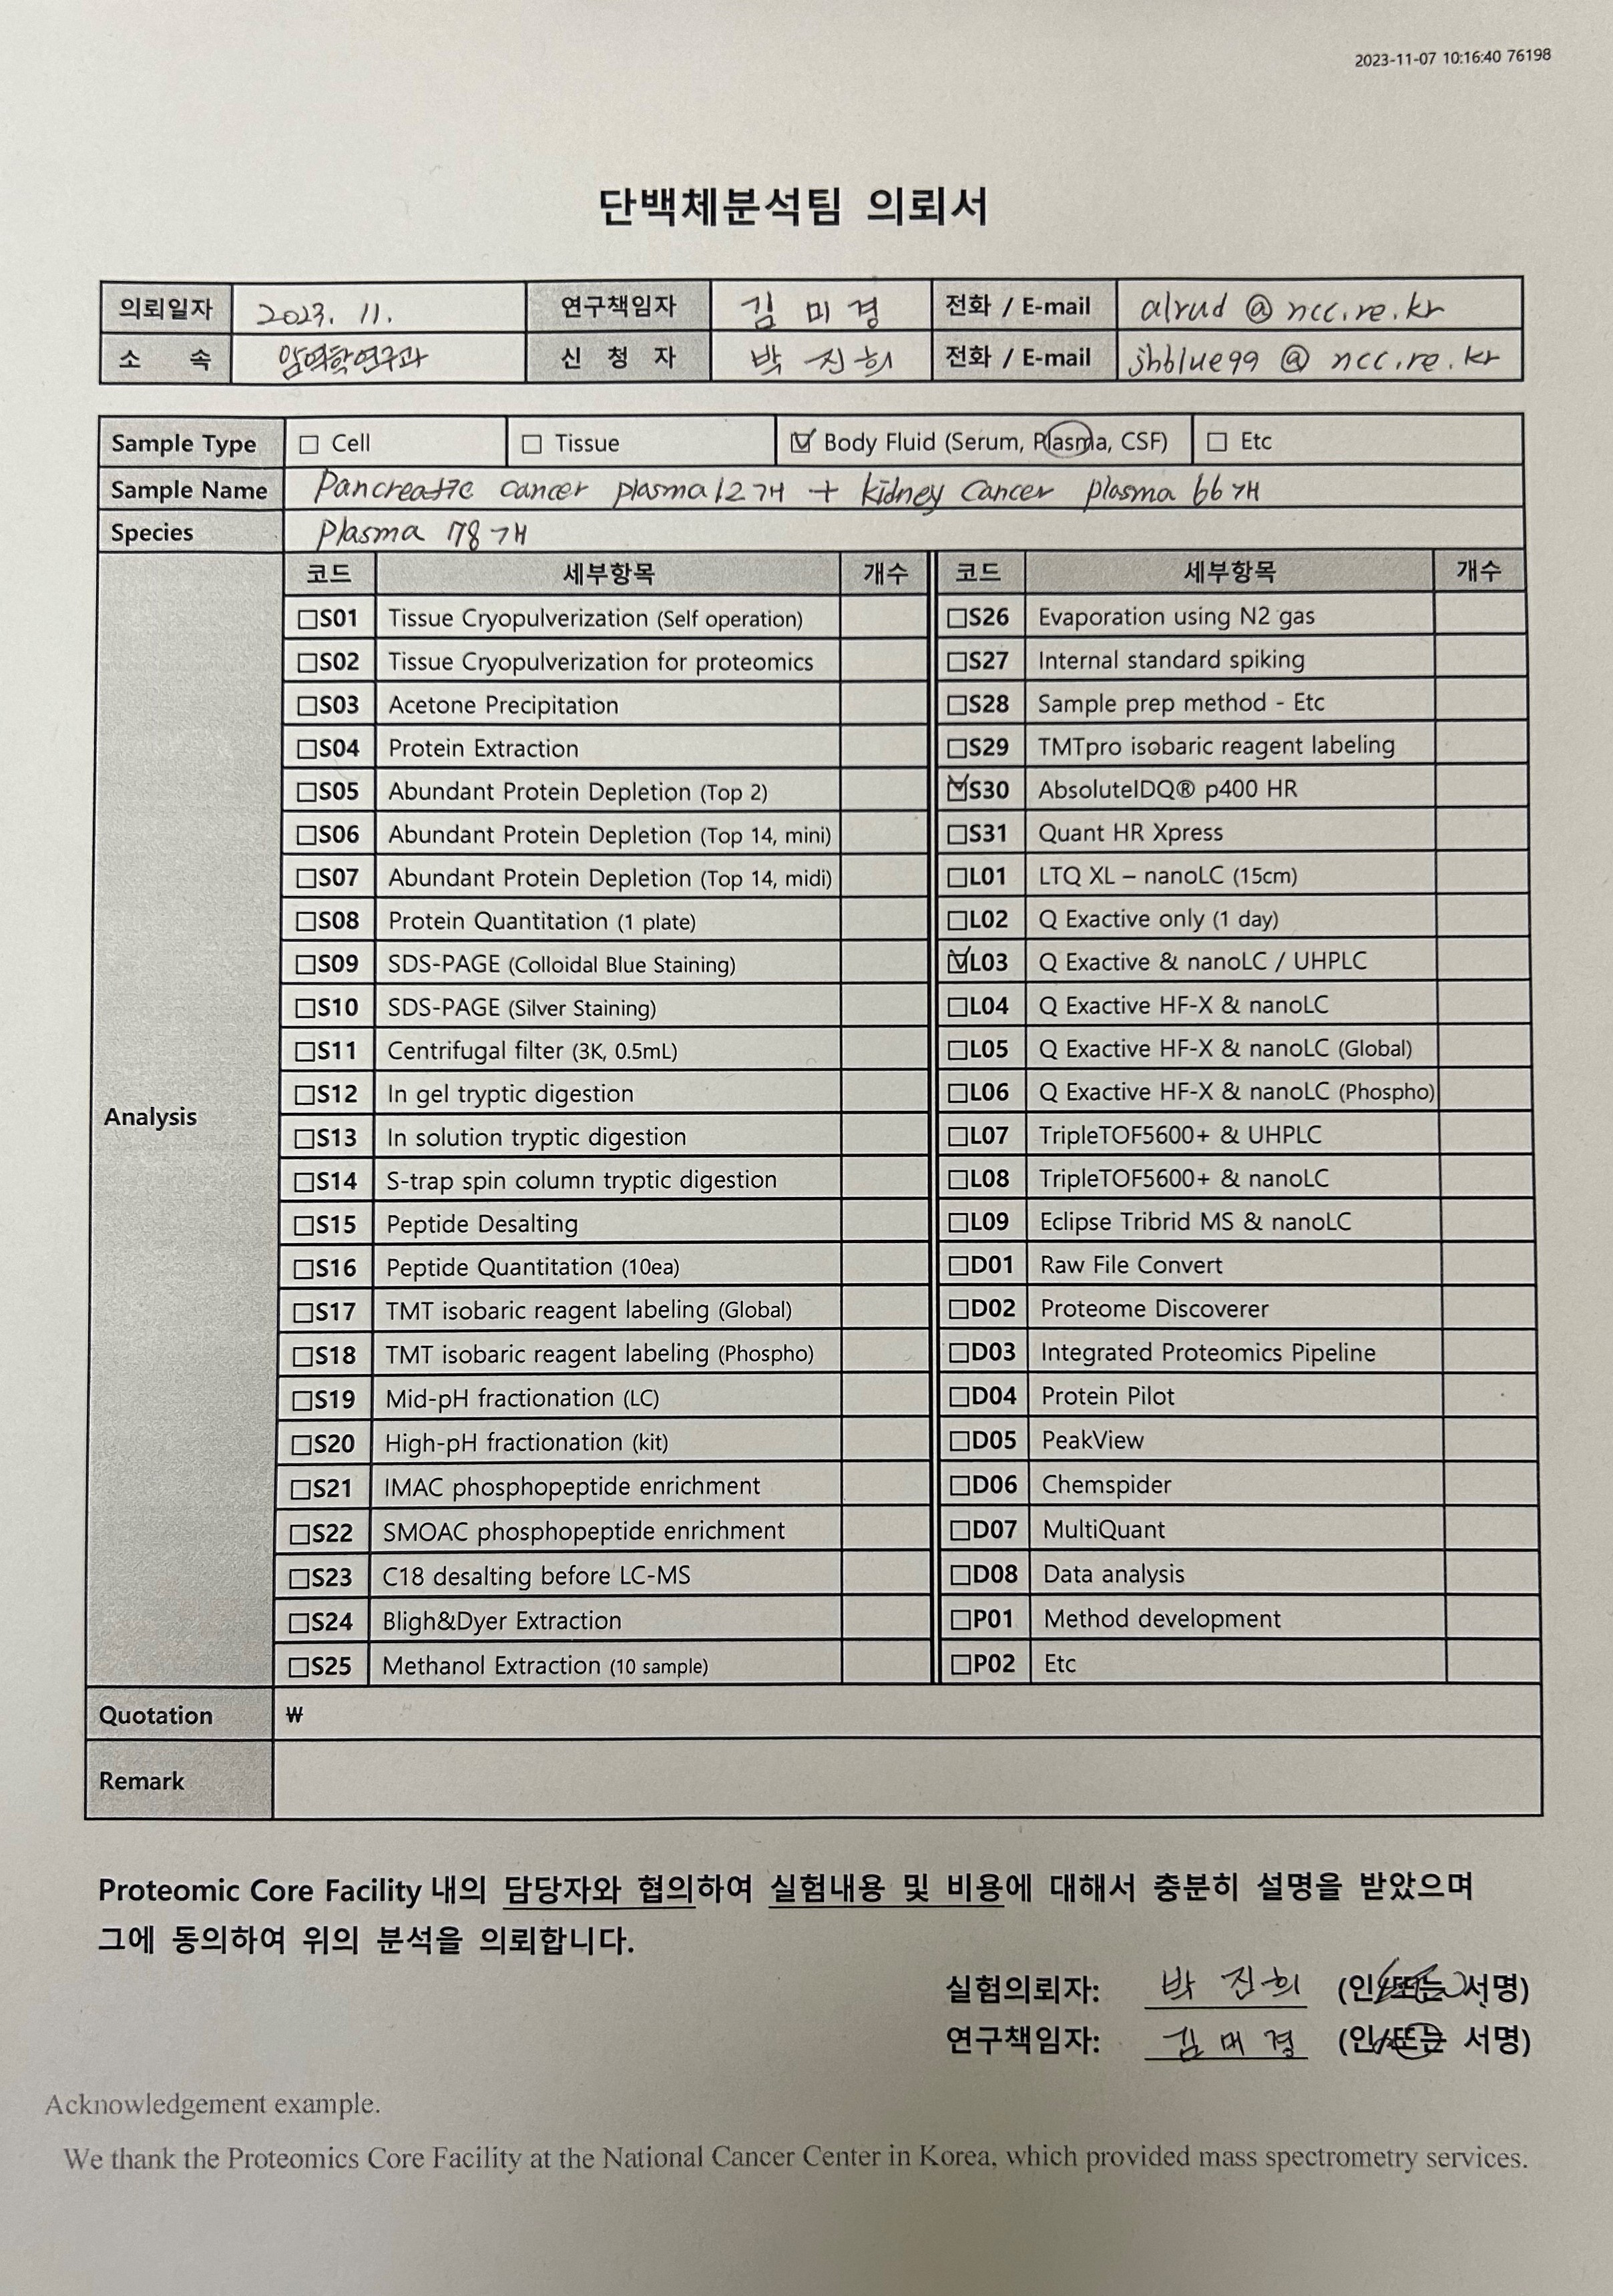 2023-11-07 10:16:40 76198
단백체분석팀 의뢰서
의뢰일자 2023. 11. 연구책임자 김 미 경 전화 / E-mail alrud @ ncc.re.kr
소 속 암역학연구과 신 청 자 박 진 희 전화 / E-mail jhblue99 @ ncc.re.kr
Sample Type ☐ Cell ☐ Tissue ☑ Body Fluid (Serum, Plasma, CSF) ☐ Etc
Sample Name Pancreatic cancer plasma 12개 + kidney cancer plasma 66개
Species Plasma 78개
Analysis
코드 세부항목 개수 코드 세부항목 개수
☐S01 Tissue Cryopulverization (Self operation) ☐S26 Evaporation using N2 gas
☐S02 Tissue Cryopulverization for proteomics ☐S27 Internal standard spiking
☐S03 Acetone Precipitation ☐S28 Sample prep method - Etc
☐S04 Protein Extraction ☐S29 TMTpro isobaric reagent labeling
☐S05 Abundant Protein Depletion (Top 2) ☑S30 AbsoluteIDQ® p400 HR
☐S06 Abundant Protein Depletion (Top 14, mini) ☐S31 Quant HR Xpress
☐S07 Abundant Protein Depletion (Top 14, midi) ☐L01 LTQ XL – nanoLC (15cm)
☐S08 Protein Quantitation (1 plate) ☐L02 Q Exactive only (1 day)
☐S09 SDS-PAGE (Colloidal Blue Staining) ☑L03 Q Exactive & nanoLC / UHPLC
☐S10 SDS-PAGE (Silver Staining) ☐L04 Q Exactive HF-X & nanoLC
☐S11 Centrifugal filter (3K, 0.5mL) ☐L05 Q Exactive HF-X & nanoLC (Global)
☐S12 In gel tryptic digestion ☐L06 Q Exactive HF-X & nanoLC (Phospho)
☐S13 In solution tryptic digestion ☐L07 TripleTOF5600+ & UHPLC
☐S14 S-trap spin column tryptic digestion ☐L08 TripleTOF5600+ & nanoLC
☐S15 Peptide Desalting ☐L09 Eclipse Tribrid MS & nanoLC
☐S16 Peptide Quantitation (10ea) ☐D01 Raw File Convert
☐S17 TMT isobaric reagent labeling (Global) ☐D02 Proteome Discoverer
☐S18 TMT isobaric reagent labeling (Phospho) ☐D03 Integrated Proteomics Pipeline
☐S19 Mid-pH fractionation (LC) ☐D04 Protein Pilot
☐S20 High-pH fractionation (kit) ☐D05 PeakView
☐S21 IMAC phosphopeptide enrichment ☐D06 Chemspider
☐S22 SMOAC phosphopeptide enrichment ☐D07 MultiQuant
☐S23 C18 desalting before LC-MS ☐D08 Data analysis
☐S24 Bligh&Dyer Extraction ☐P01 Method development
☐S25 Methanol Extraction (10 sample) ☐P02 Etc
Quotation ₩
Remark
Proteomic Core Facility 내의 담당자와 협의하여 실험내용 및 비용에 대해서 충분히 설명을 받았으며
그에 동의하여 위의 분석을 의뢰합니다.
실험의뢰자: 박 진 희 (인 또는 서명)
연구책임자: 김 미 경 (인 또는 서명)
Acknowledgement example.
We thank the Proteomics Core Facility at the National Cancer Center in Korea, which provided mass spectrometry services.